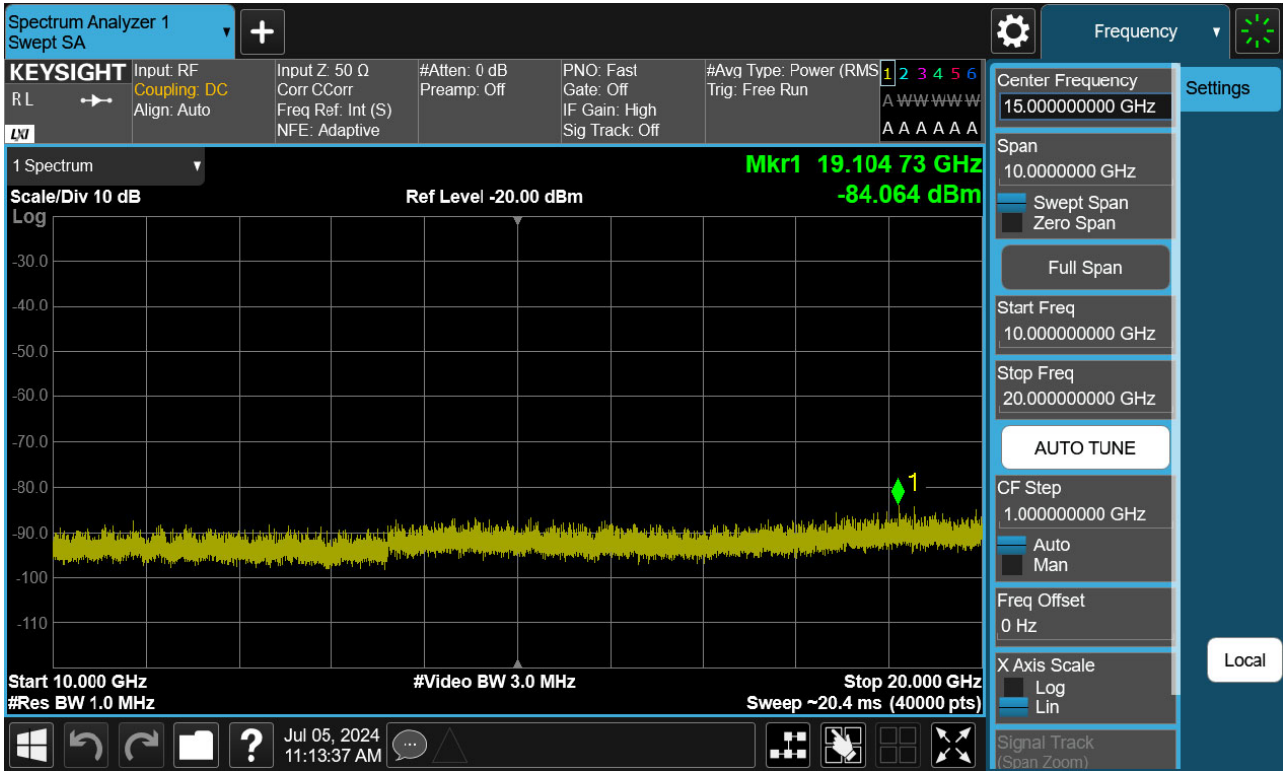 Spectrum Analyzer 1
Swept SA
Frequency
KEYSIGHT
R L
LXI
Input: RF
Coupling: DC
Align: Auto
Input Z: 50 Ω
Corr CCorr
Freq Ref: Int (S)
NFE: Adaptive
#Atten: 0 dB
Preamp: Off
PNO: Fast
Gate: Off
IF Gain: High
Sig Track: Off
#Avg Type: Power (RMS
Trig: Free Run
1 2 3 4 5 6
A W W W W W
A A A A A A
1 Spectrum
Scale/Div 10 dB
Log
Ref Level -20.00 dBm
Mkr1 19.104 73 GHz
-84.064 dBm
-30.0
-40.0
-50.0
-60.0
-70.0
-80.0
-90.0
-100
-110
1
Start 10.000 GHz
#Res BW 1.0 MHz
#Video BW 3.0 MHz
Stop 20.000 GHz
Sweep ~20.4 ms (40000 pts)
Center Frequency
15.000000000 GHz
Span
10.0000000 GHz
Swept Span
Zero Span
Full Span
Start Freq
10.000000000 GHz
Stop Freq
20.000000000 GHz
AUTO TUNE
CF Step
1.000000000 GHz
Auto
Man
Freq Offset
0 Hz
X Axis Scale
Log
Lin
Signal Track
(Span Zoom)
Settings
Local
?
Jul 05, 2024
11:13:37 AM